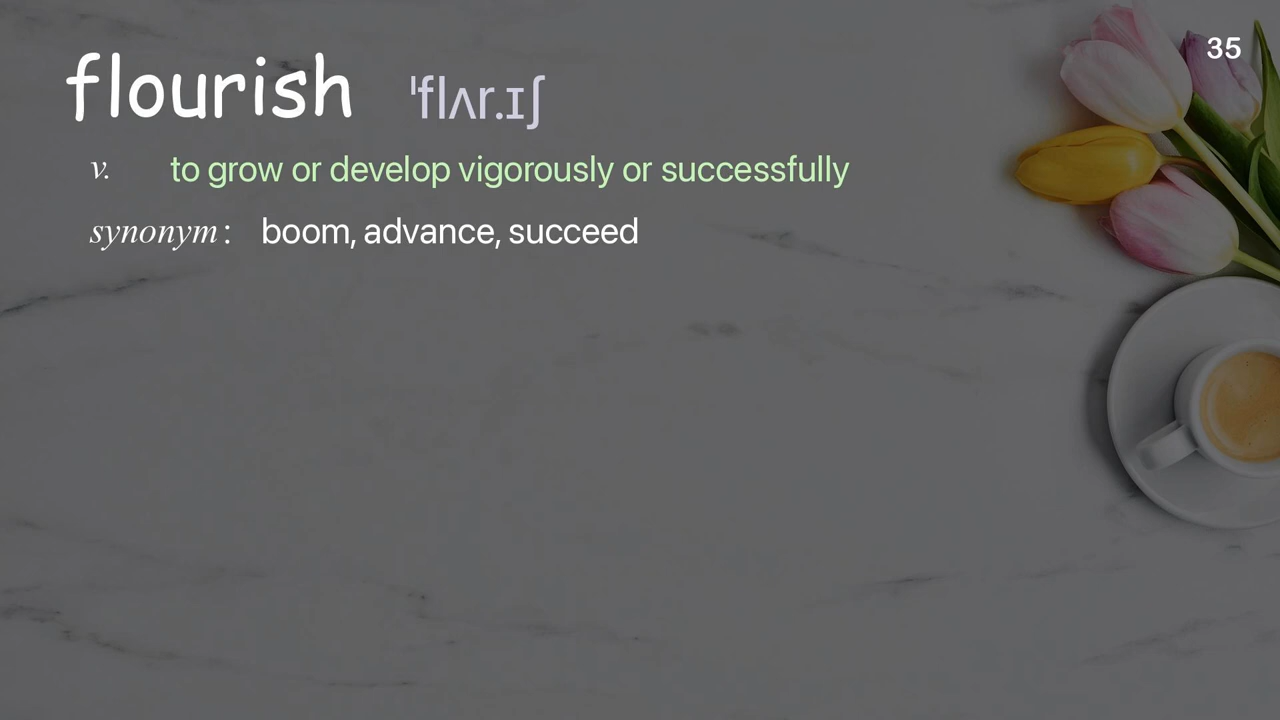 35
flourish ˈflʌr.ɪʃ
v. to grow or develop vigorously or successfully
synonym : boom, advance, succeed